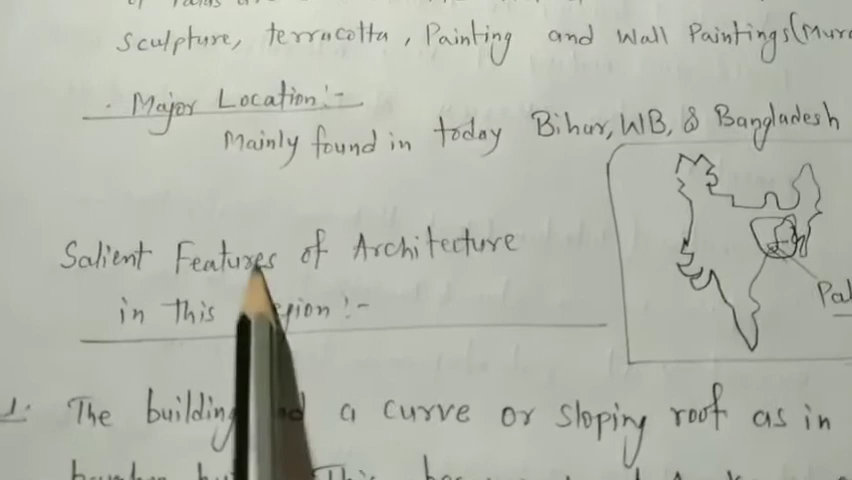 Sculpture, terracotta, Painting and Wall Paintings(Mura
Major Location:-
Mainly found in today Bihar, WB, & Bangladesh
Salient Features of Architecture
in This :-
Pal
1. The building a curve or sloping roof as in